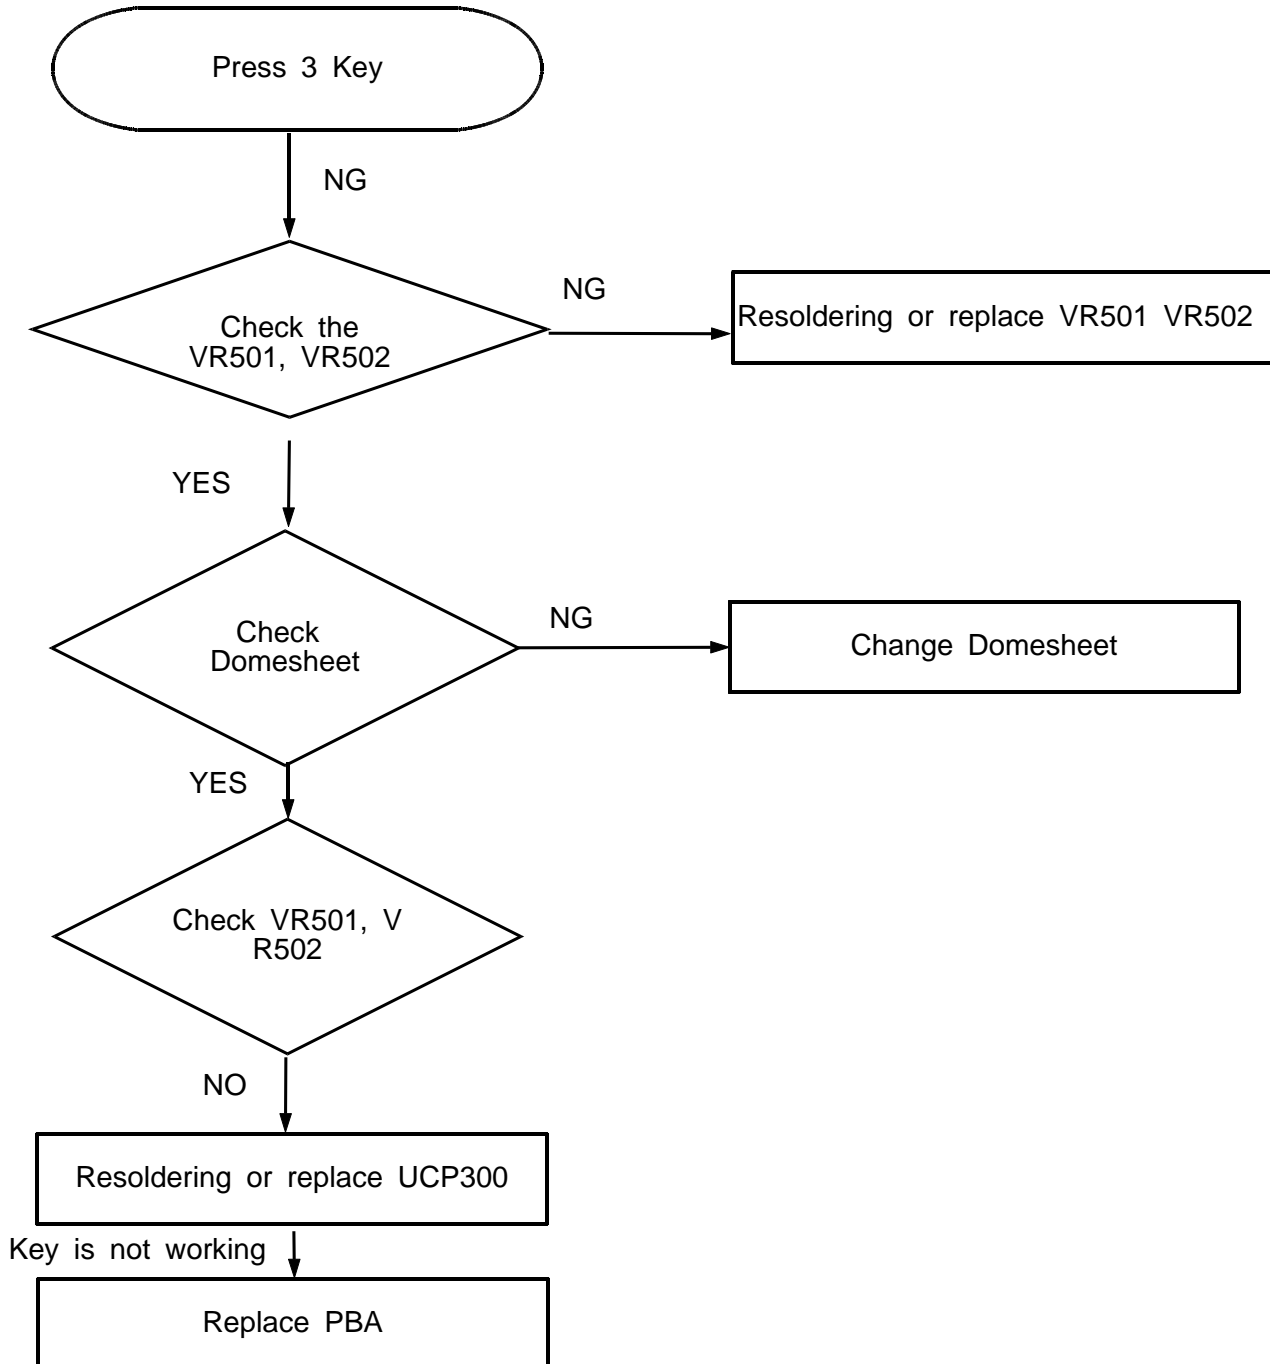 Press 3 Key
NG
Check the
VR501, VR502
NG
Resoldering or replace VR501 VR502
YES
Check
Domesheet
NG
Change Domesheet
YES
Check VR501, V
R502
NO
Resoldering or replace UCP300
Key is not working
Replace PBA